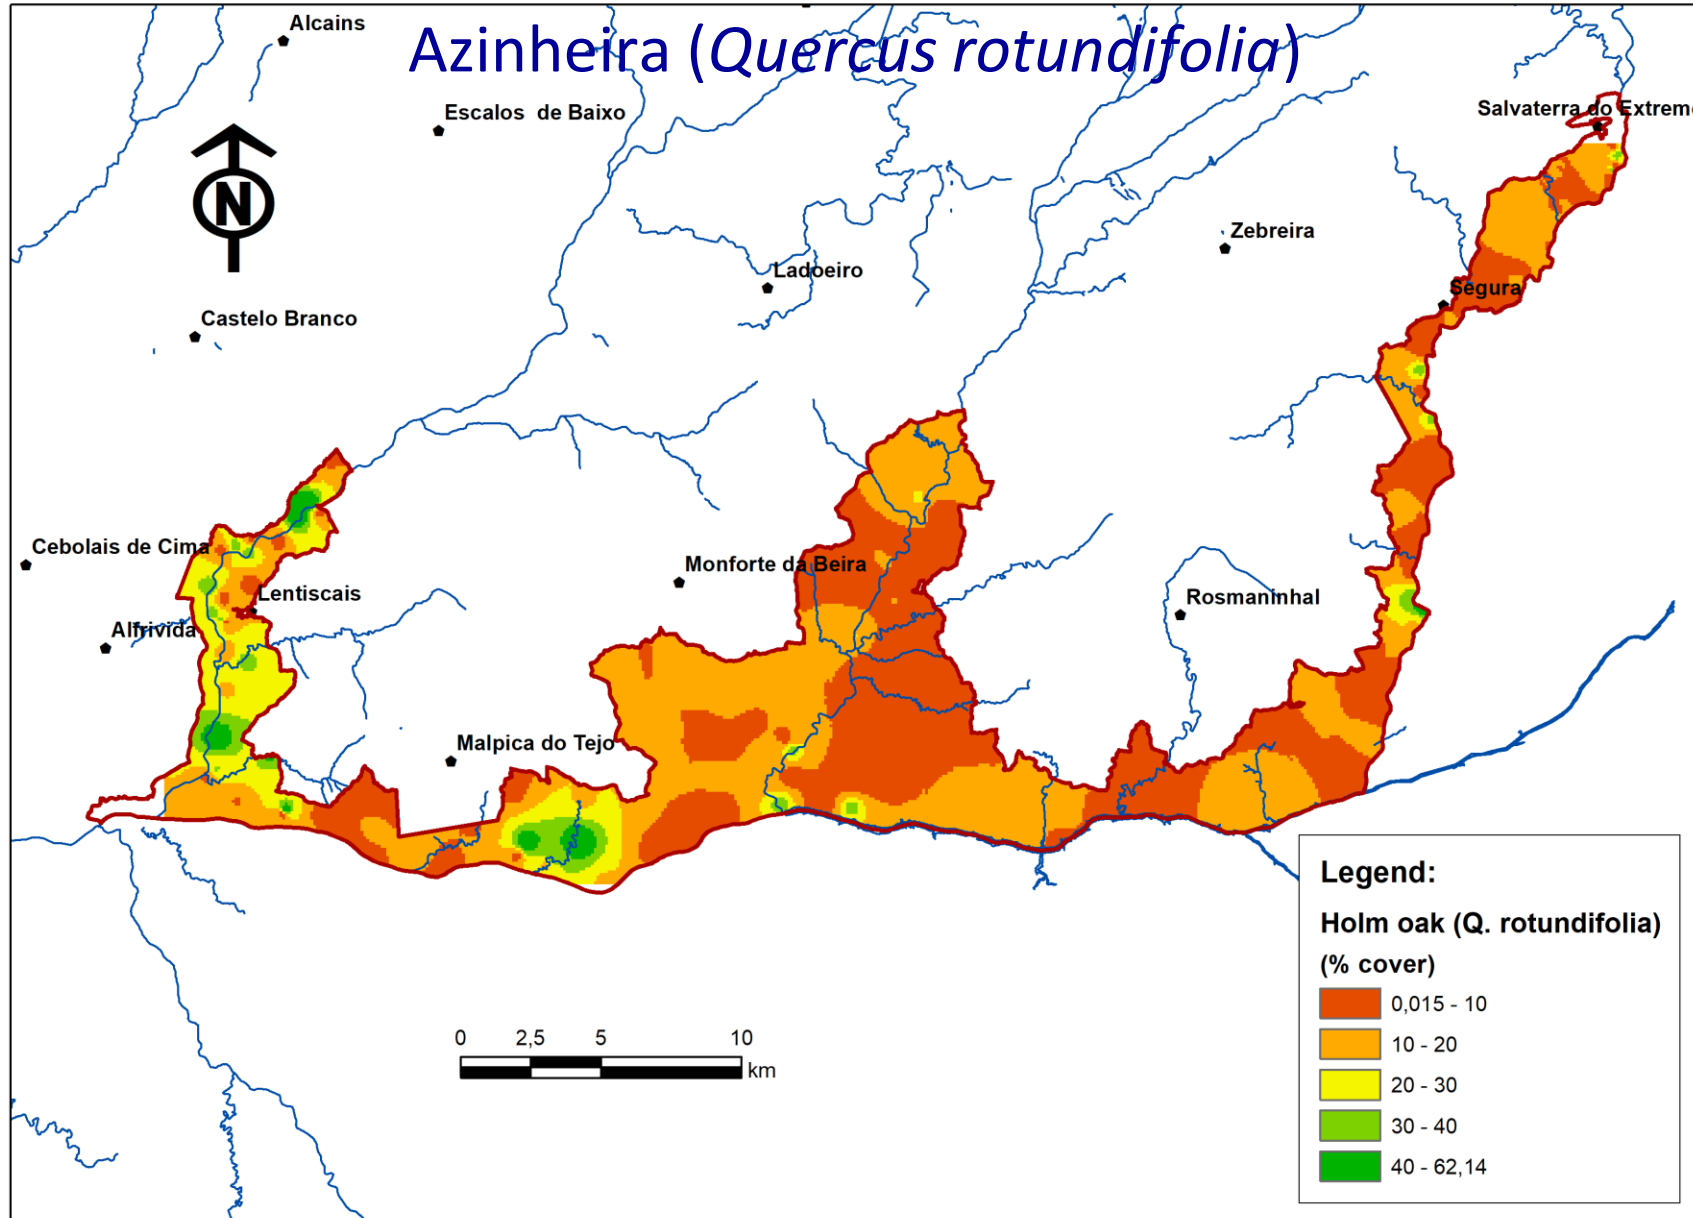 Azinheira (Quercus rotundifolia)
Alcains
Escalos de Baixo
Salvaterra do Extremo
N
Zebreira
Ladoeiro
Segura
Castelo Branco
Cebolais de Cima
Monforte da Beira
Lentiscais
Rosmaninhal
Alfrivida
Malpica do Tejo
Legend:
Holm oak (Q. rotundifolia)
(% cover)
0,015 - 10
10 - 20
20 - 30
30 - 40
40 - 62,14
0 2,5 5 10
km